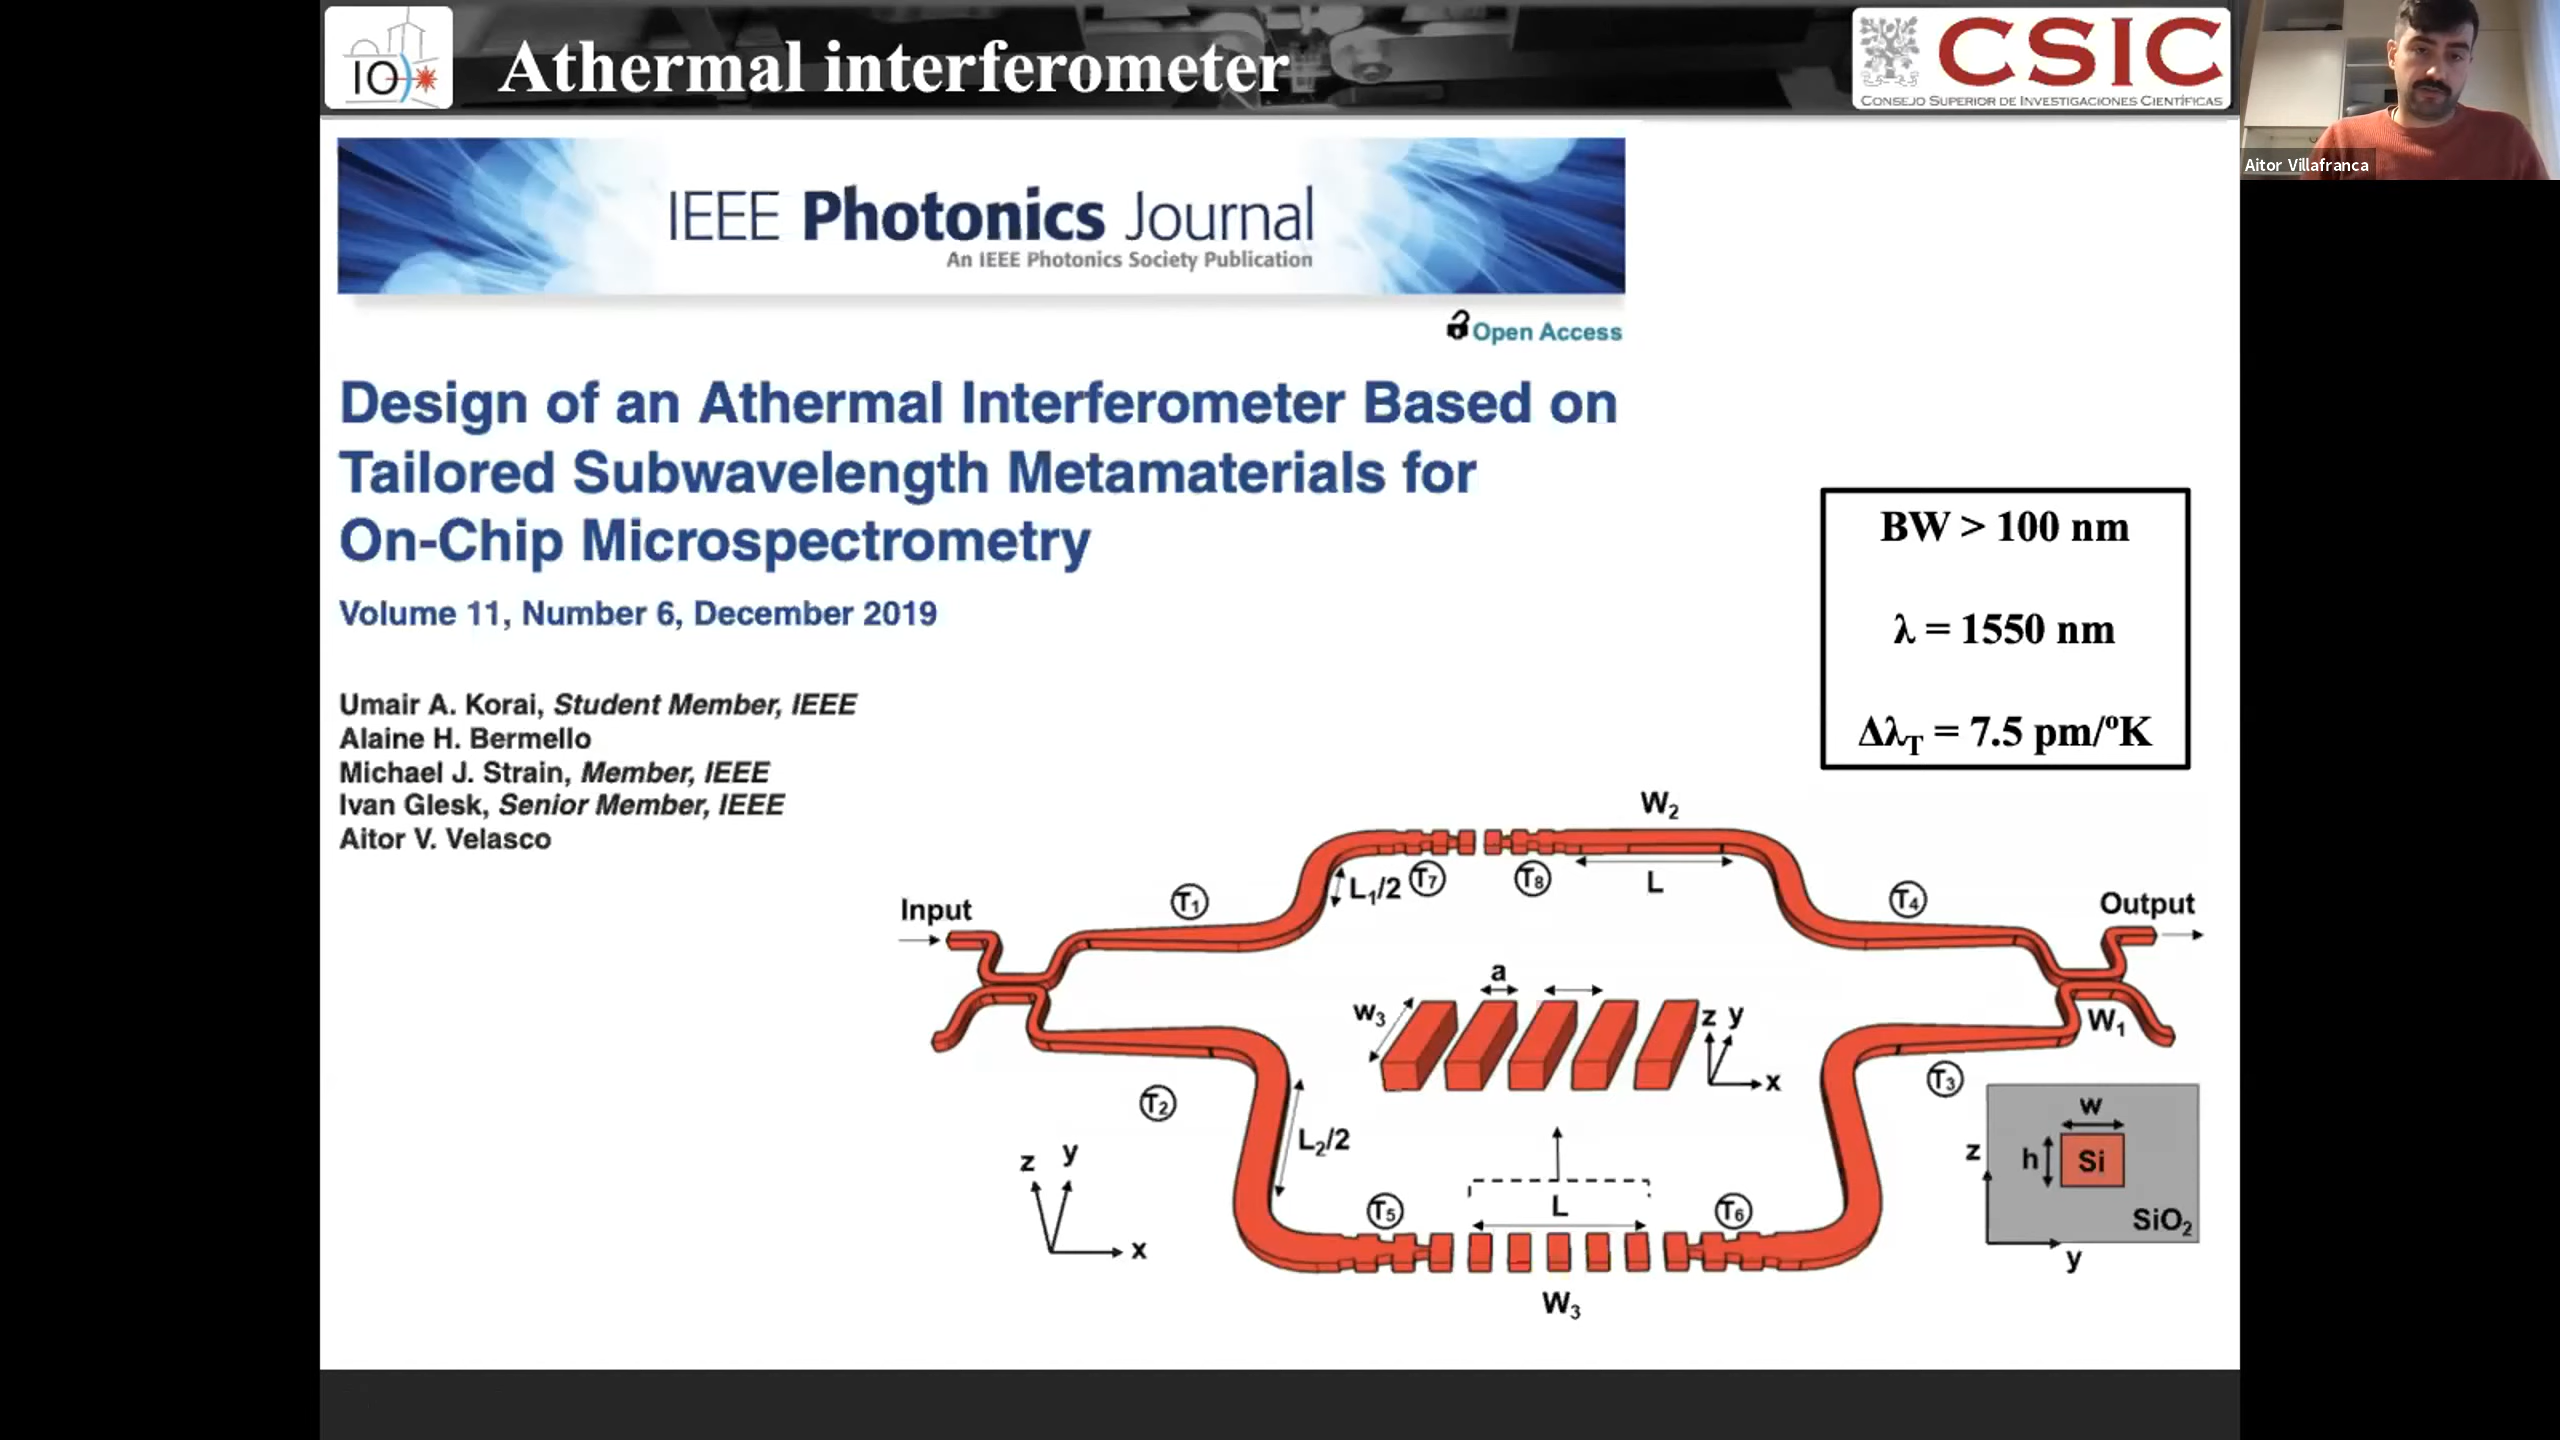 IO
Athermal interferometer
CSIC
CONSEJO SUPERIOR DE INVESTIGACIONES CIENTÍFICAS
Aitor Villafranca
IEEE Photonics Journal
An IEEE Photonics Society Publication
Open Access
Design of an Athermal Interferometer Based on
Tailored Subwavelength Metamaterials for
On-Chip Microspectrometry
Volume 11, Number 6, December 2019
Umair A. Korai, Student Member, IEEE
Alaine H. Bermello
Michael J. Strain, Member, IEEE
Ivan Glesk, Senior Member, IEEE
Aitor V. Velasco
BW > 100 nm
λ = 1550 nm
Δλ_T = 7.5 pm/ºK
W₂
L₁/2
T₇
T₈
L
Input
T₁
T₄
Output
a
w₃
z y
x
W₁
T₂
T₃
L₂/2
z y
x
T₅
L
T₆
W₃
w
z
h
Si
SiO₂
y